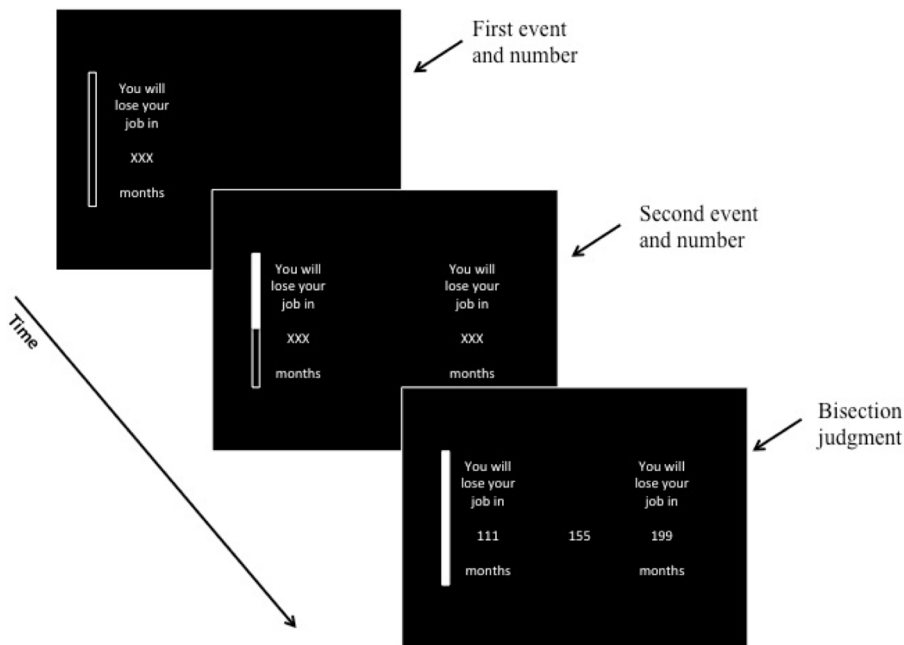 First event
and number
You will
lose your
job in
XXX
months
Second event
and number
You will
lose your
job in
XXX
months
You will
lose your
job in
XXX
months
Time
Bisection
judgment
You will
lose your
job in
111
months
155
You will
lose your
job in
199
months